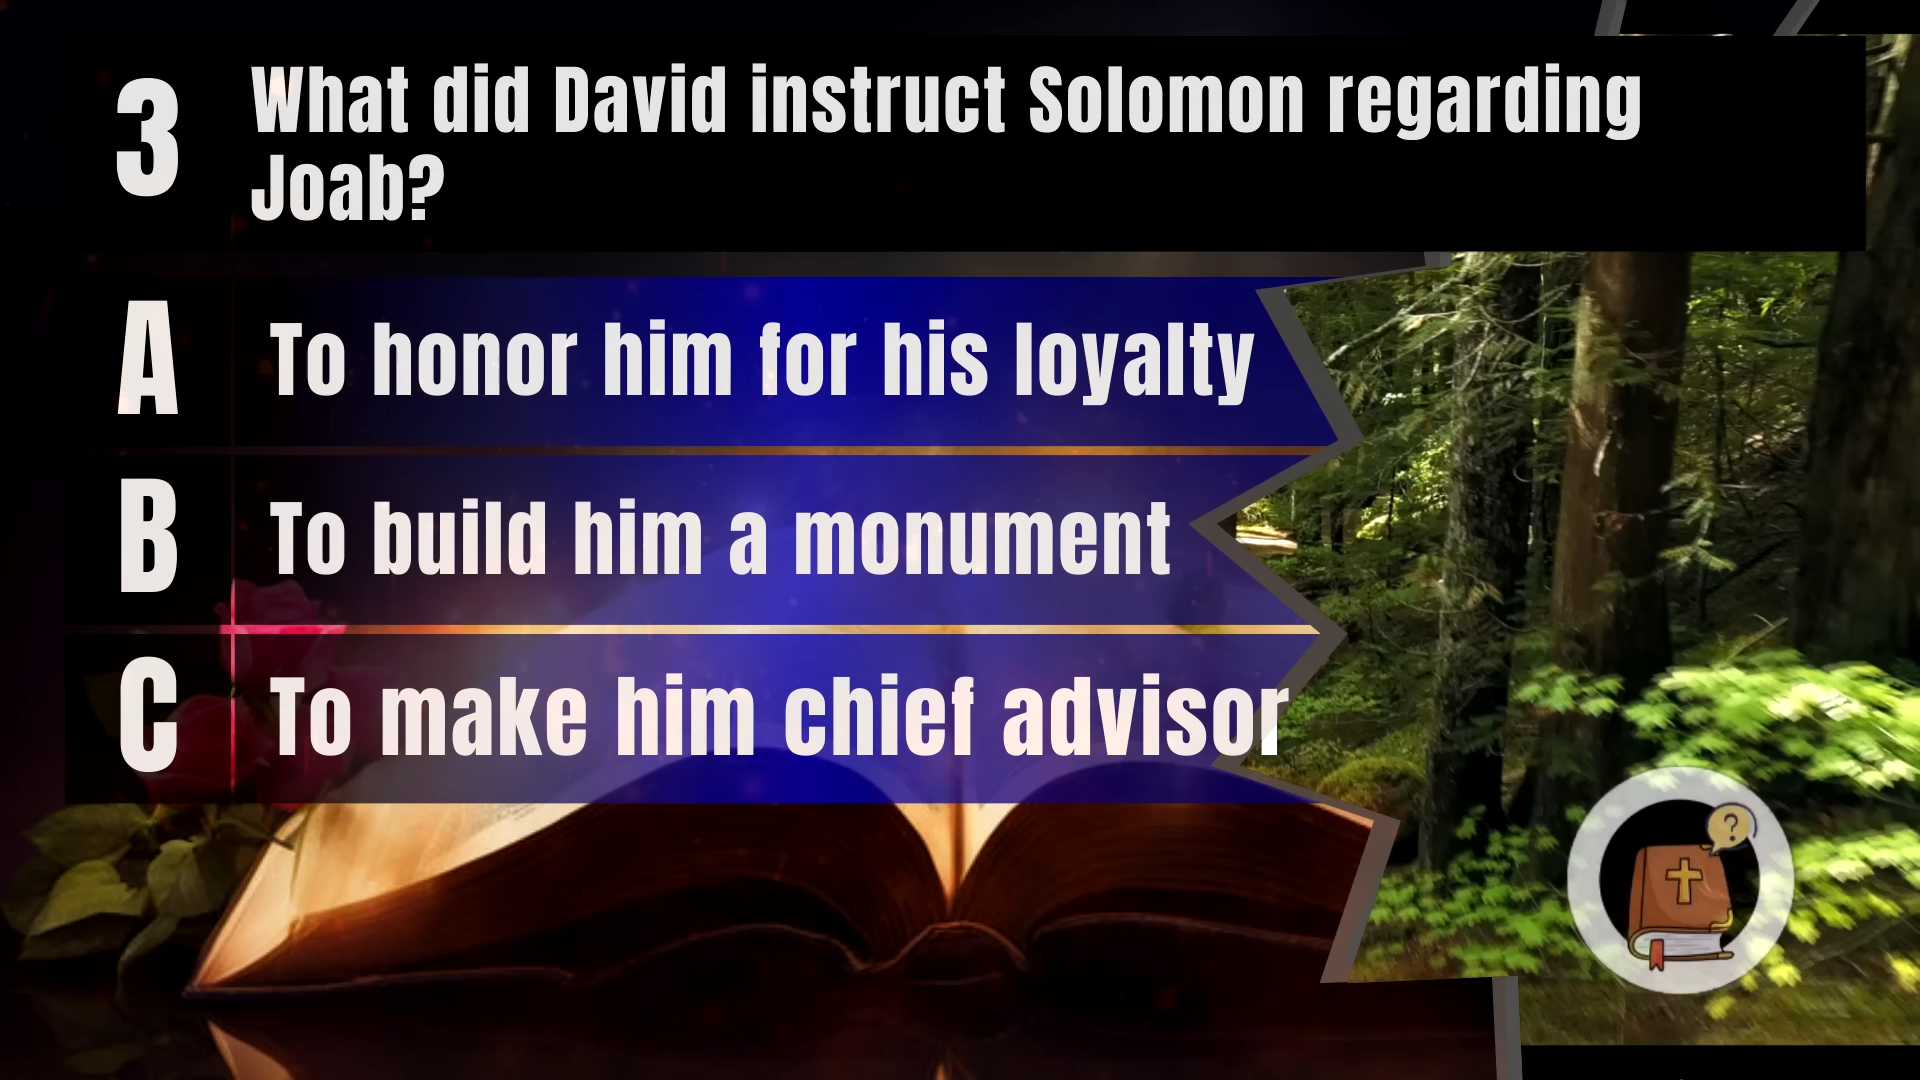 3
What did David instruct Solomon regarding
Joab?
A
To honor him for his loyalty
B
To build him a monument
C
To make him chief advisor
?